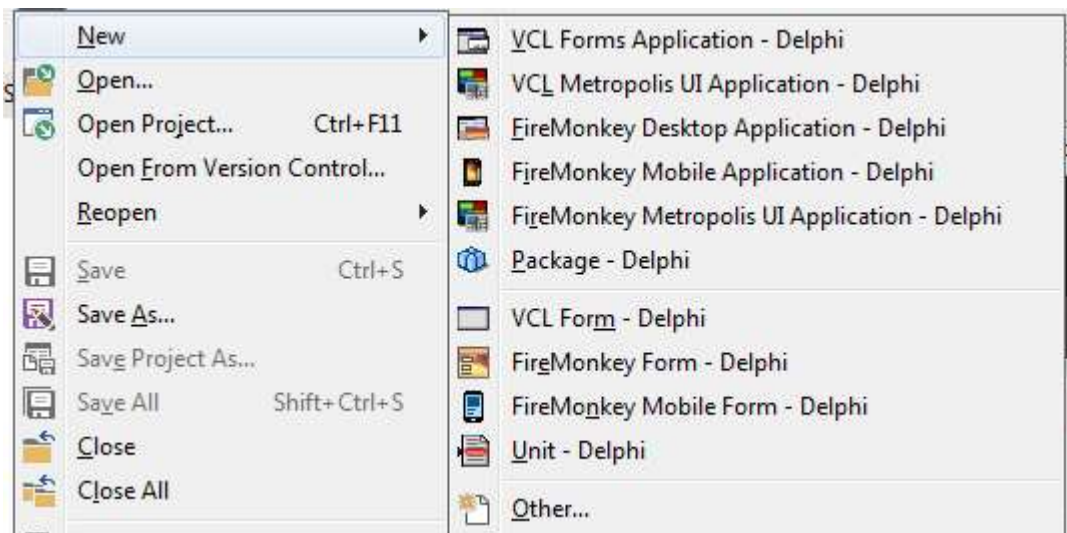 New
Open...
Open Project... Ctrl+F11
Open From Version Control...
Reopen
Save Ctrl+S
Save As...
Save Project As...
Save All Shift+Ctrl+S
Close
Close All
VCL Forms Application - Delphi
VCL Metropolis UI Application - Delphi
FireMonkey Desktop Application - Delphi
FireMonkey Mobile Application - Delphi
FireMonkey Metropolis UI Application - Delphi
Package - Delphi
VCL Form - Delphi
FireMonkey Form - Delphi
FireMonkey Mobile Form - Delphi
Unit - Delphi
Other...